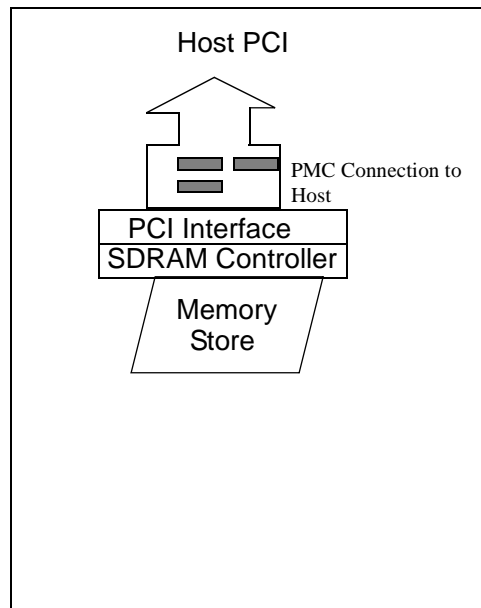 Host PCI
PMC Connection to
Host
PCI Interface
SDRAM Controller
Memory
Store